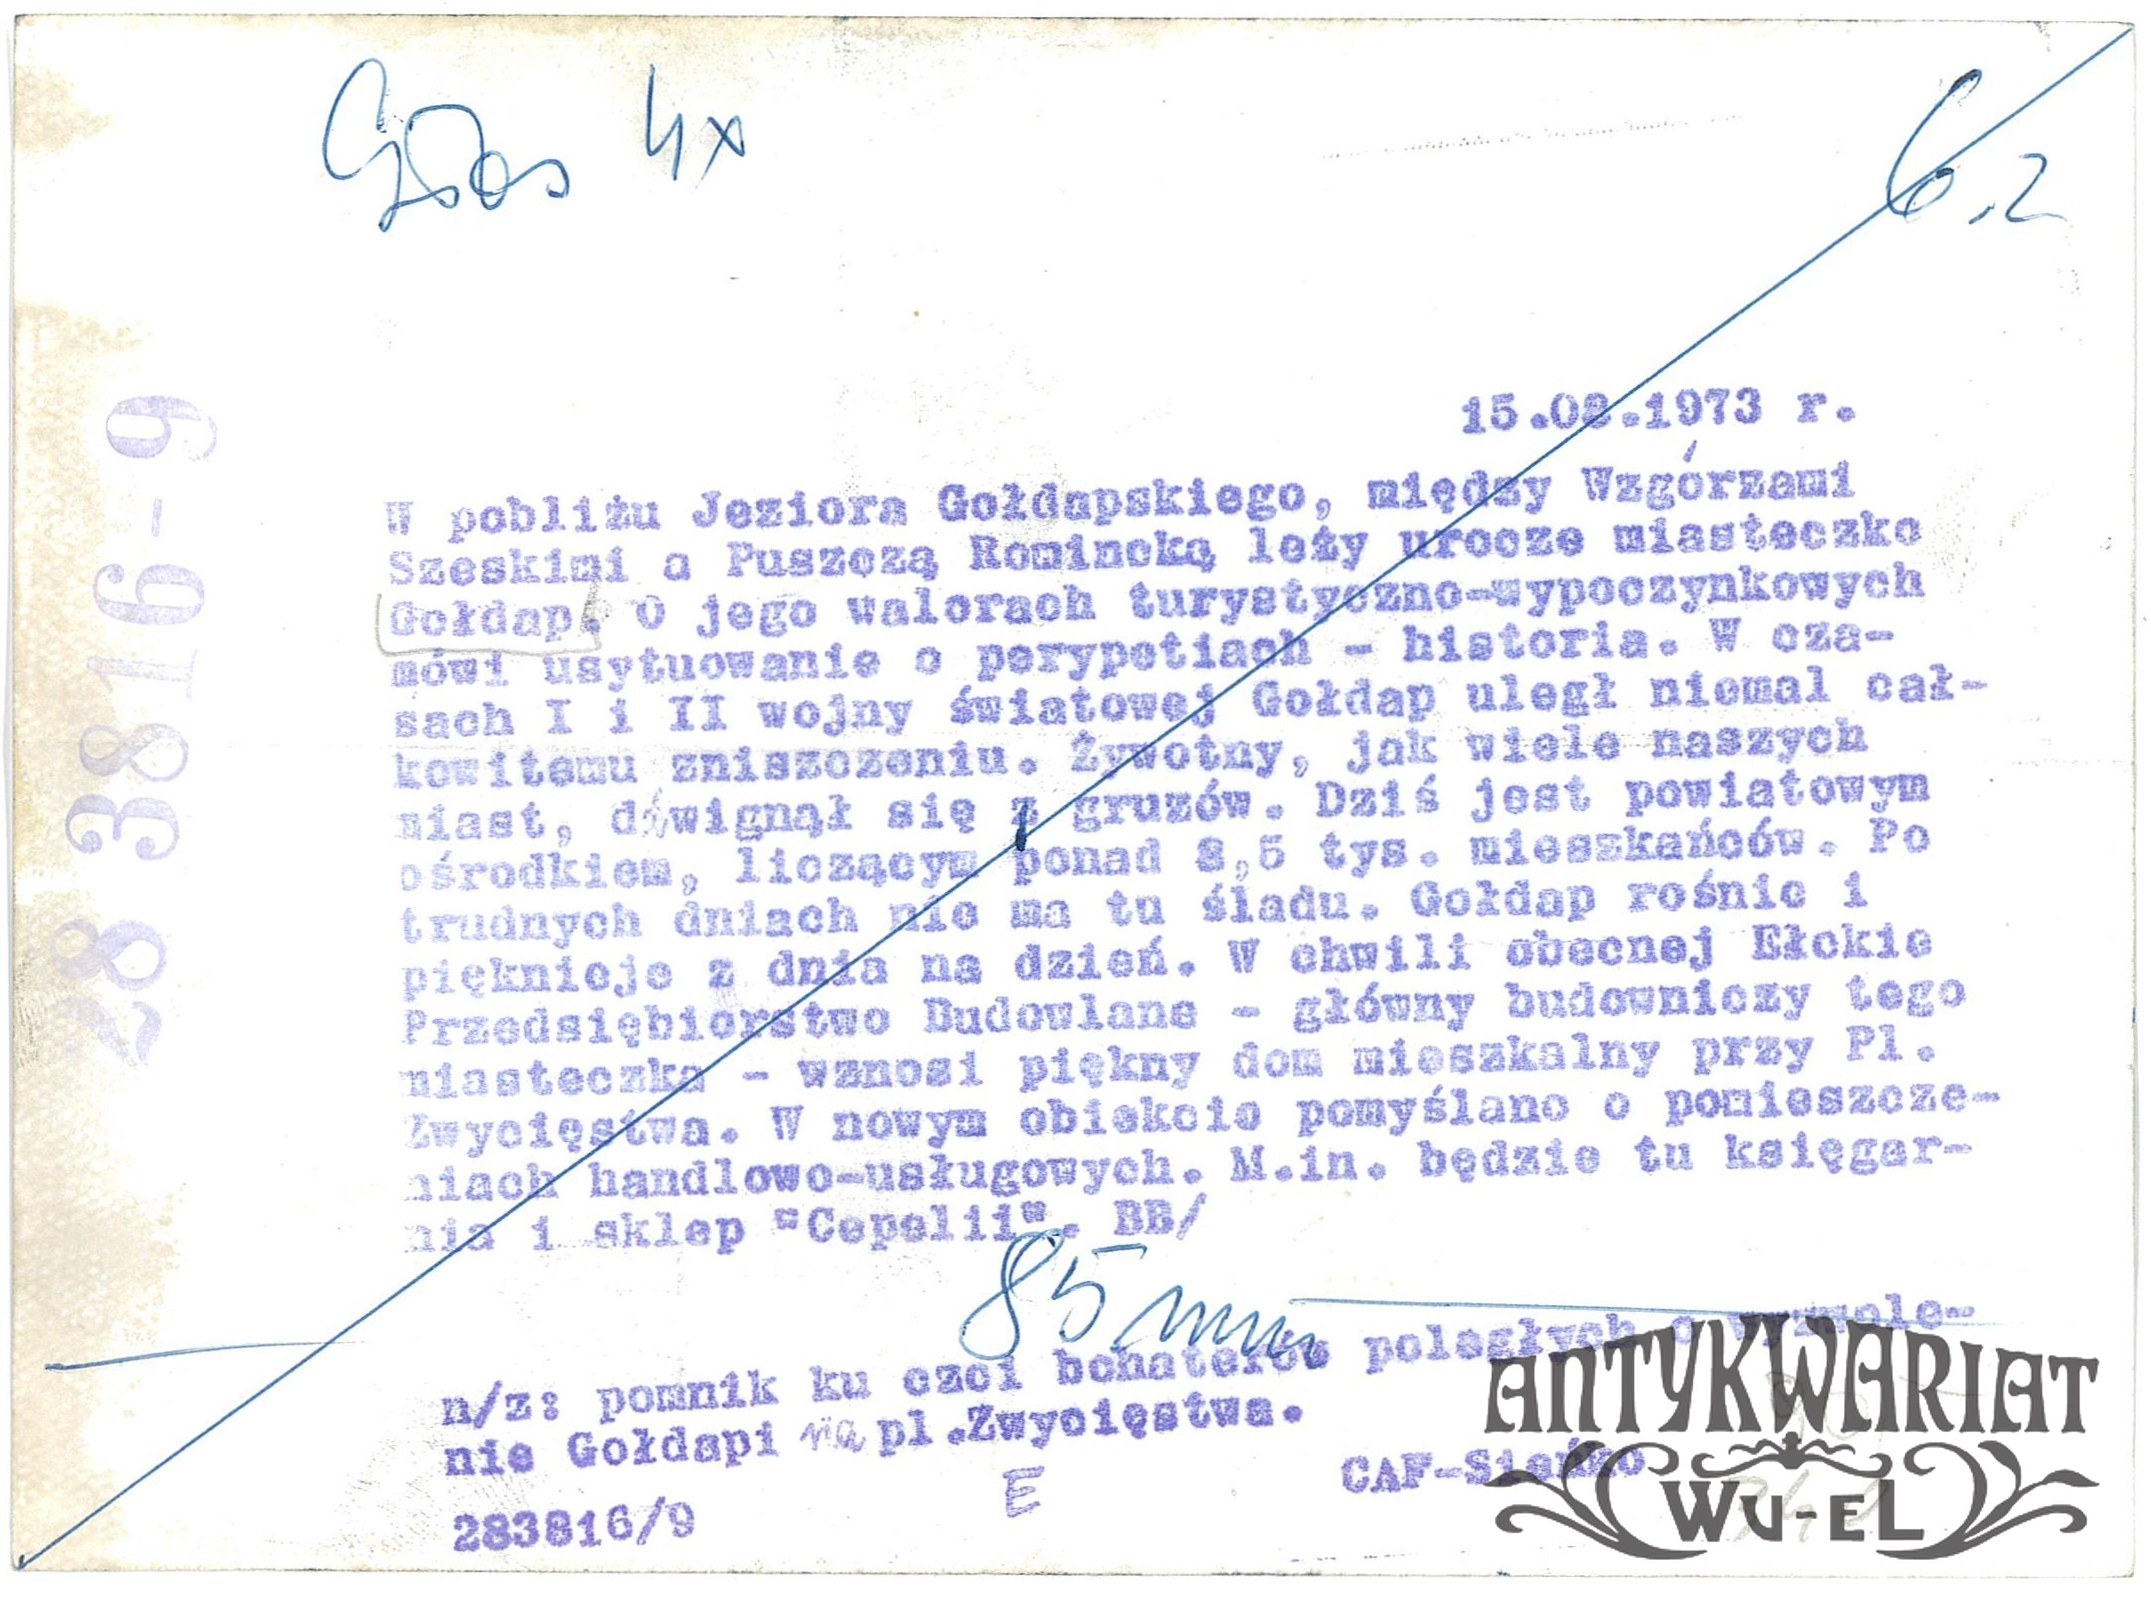 Głos 4x
6.2
15.08.1973 r.
W pobliżu Jeziora Gołdapskiego, między Wzgórzami
Szeskimi a Puszczą Romincką leży urocze miasteczko
Gołdap. O jego walorach turystyczno-wypoczynkowych
mówi usytuowanie o perypetiach - historia. W cza-
sach I i II wojny światowej Gołdap uległ niemal cał-
kowitemu zniszczeniu. Żywotny, jak wiele naszych
miast, dźwignął się z gruzów. Dziś jest powiatowym
ośrodkiem, liczącym ponad 8,5 tys. mieszkańców. Po
trudnych dniach nie ma tu śladu. Gołdap rośnie i
pięknieje z dnia na dzień. W chwili obecnej Ełckie
Przedsiębiorstwo Budowlane - główny budowniczy tego
miasteczka - wznosi piękny dom mieszkalny przy Pl.
Zwycięstwa. W nowym obiekcie pomyślano o pomieszcze-
niach handlowo-usługowych. M.in. będzie tu księgar-
nia i sklep "Cepelii". BB/
85 mm
n/z: pomnik ku czci bohaterów poległych o wyzwole-
nie Gołdapi na pl.Zwycięstwa.
E
CAF-Sieńko
283816/9
28 3816-9
ANTYKWARIAT
WU-EL